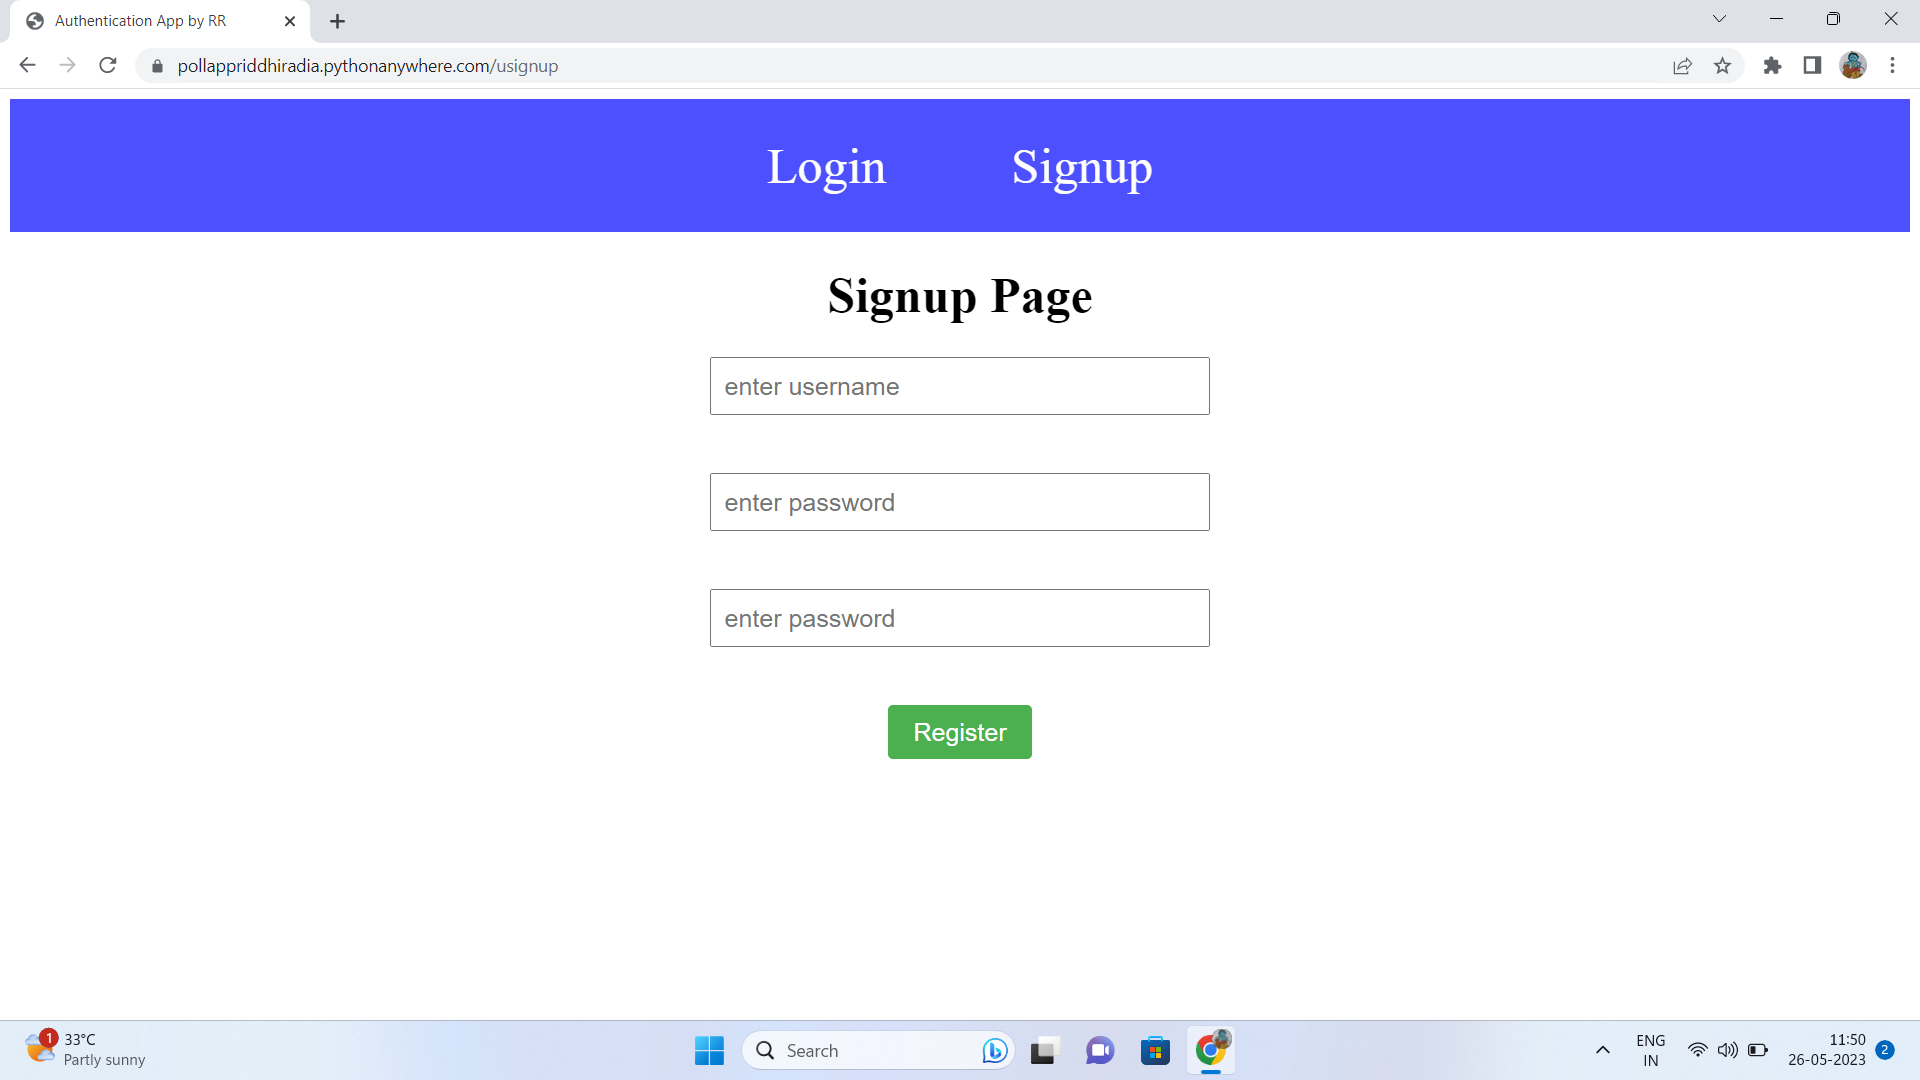 Authentication App by RR
pollappriddhiradia.pythonanywhere.com/usignup
Login Signup
Signup Page
enter username
enter password
enter password
Register
1
33°C
Partly sunny
Search
ENG
IN
11:50
26-05-2023
2